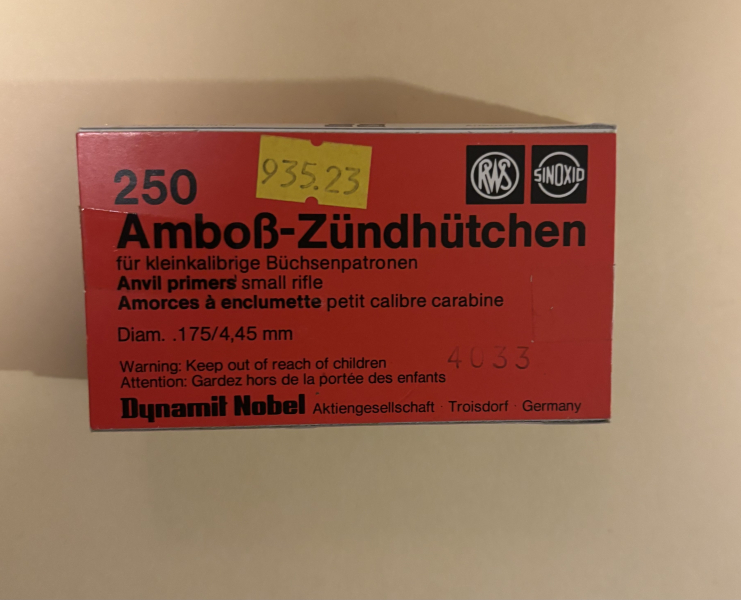 935.23
250
RWS
SINOXID
Amboß-Zündhütchen
für kleinkalibrige Büchsenpatronen
Anvil primers small rifle
Amorces à enclumette petit calibre carabine
Diam. .175/4,45 mm
4033
Warning: Keep out of reach of children
Attention: Gardez hors de la portée des enfants
Dynamit Nobel Aktiengesellschaft · Troisdorf · Germany